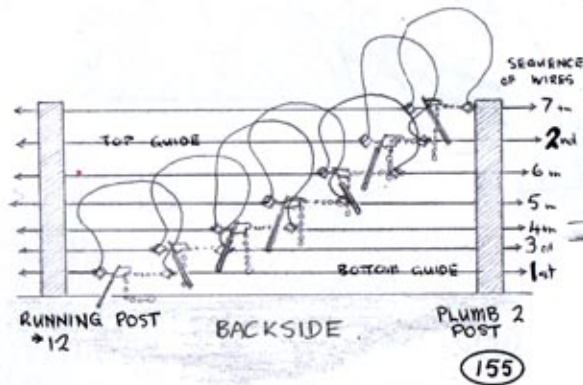 SEQUENCE
OF WIRES
7th
TOP GUIDE
2nd
6th
5th
4th
3rd
BOTTOM GUIDE
1st
RUNNING POST
12
BACKSIDE
PLUMB 2
POST
155